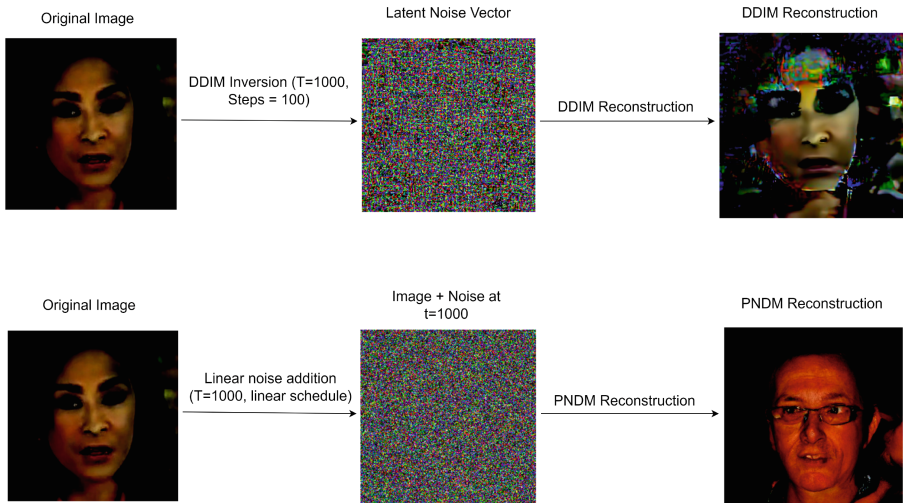 Original Image
Latent Noise Vector
DDIM Reconstruction
DDIM Inversion (T=1000,
Steps = 100)
DDIM Reconstruction
Original Image
Image + Noise at
t=1000
PNDM Reconstruction
Linear noise addition
(T=1000, linear schedule)
PNDM Reconstruction